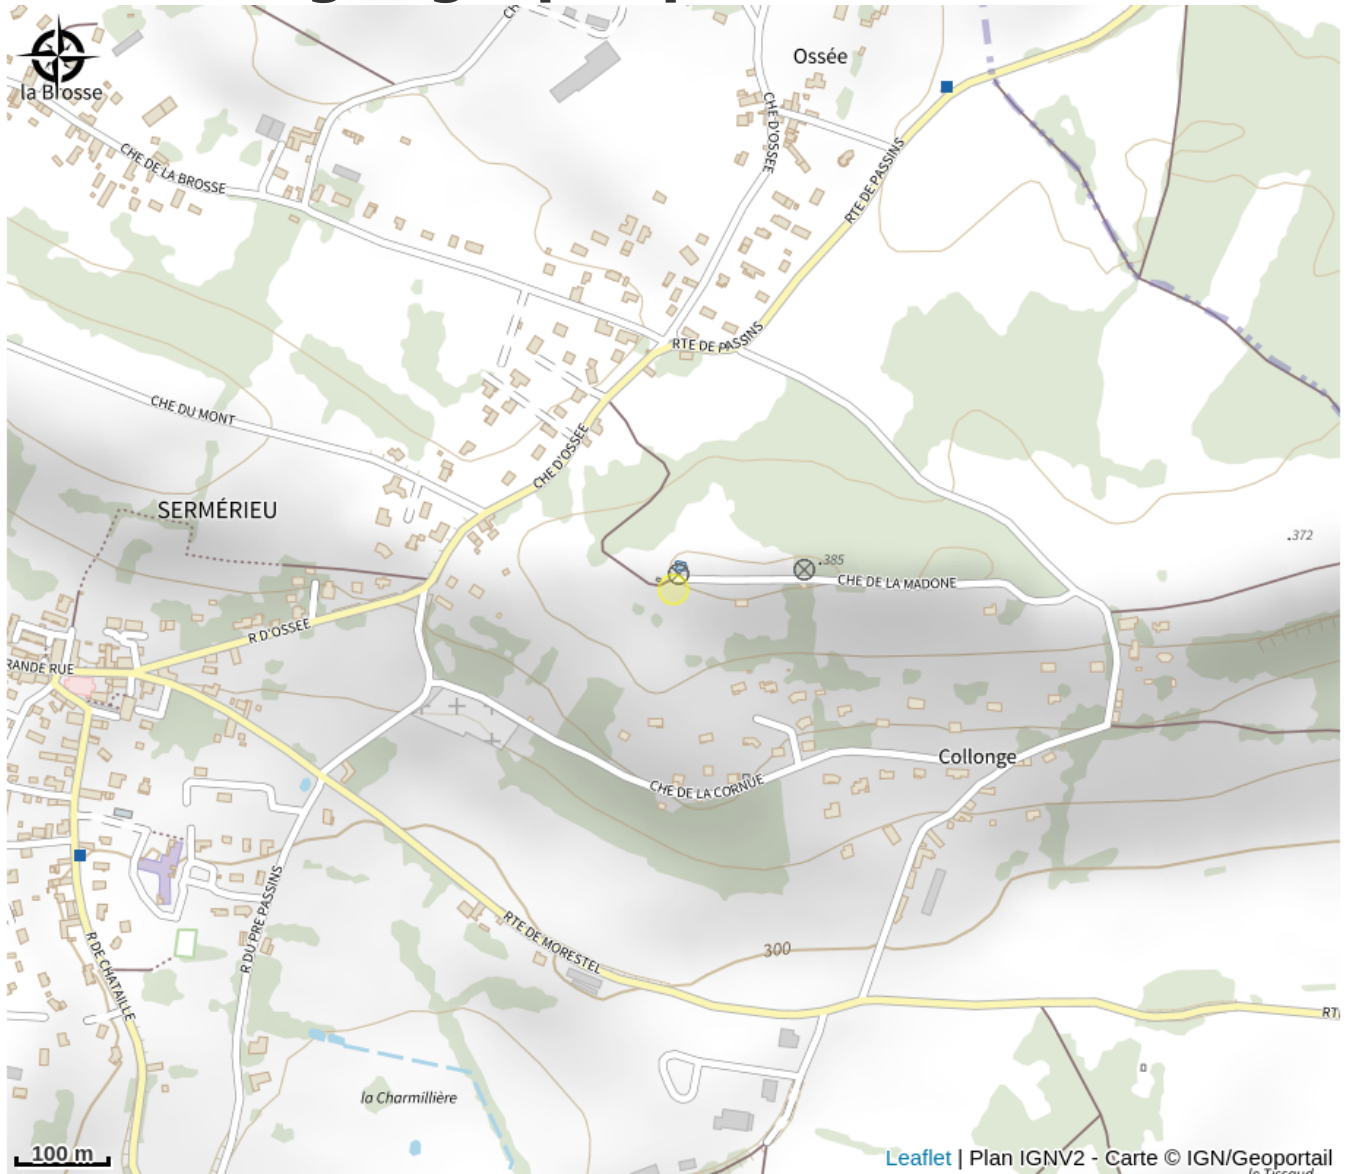 Ossée
la Brosse
CH
CHE D'OSSEE
CHE DE LA BROSSE
RTE DE PASSINS
RTE DE PASSINS
CHE DU MONT
CHE D'OSSEE
SERMÉRIEU
.372
.385
CHE DE LA MADONE
R D'OSSEE
RANDE RUE
Collonge
CHE DE LA CORNUE
R DU PRE PASSINS
RTE DE MORESTEL
300
R DE CHATAILLE
RT
la Charmillière
100 m
Leaflet | Plan IGNV2 - Carte © IGN/Geoportail